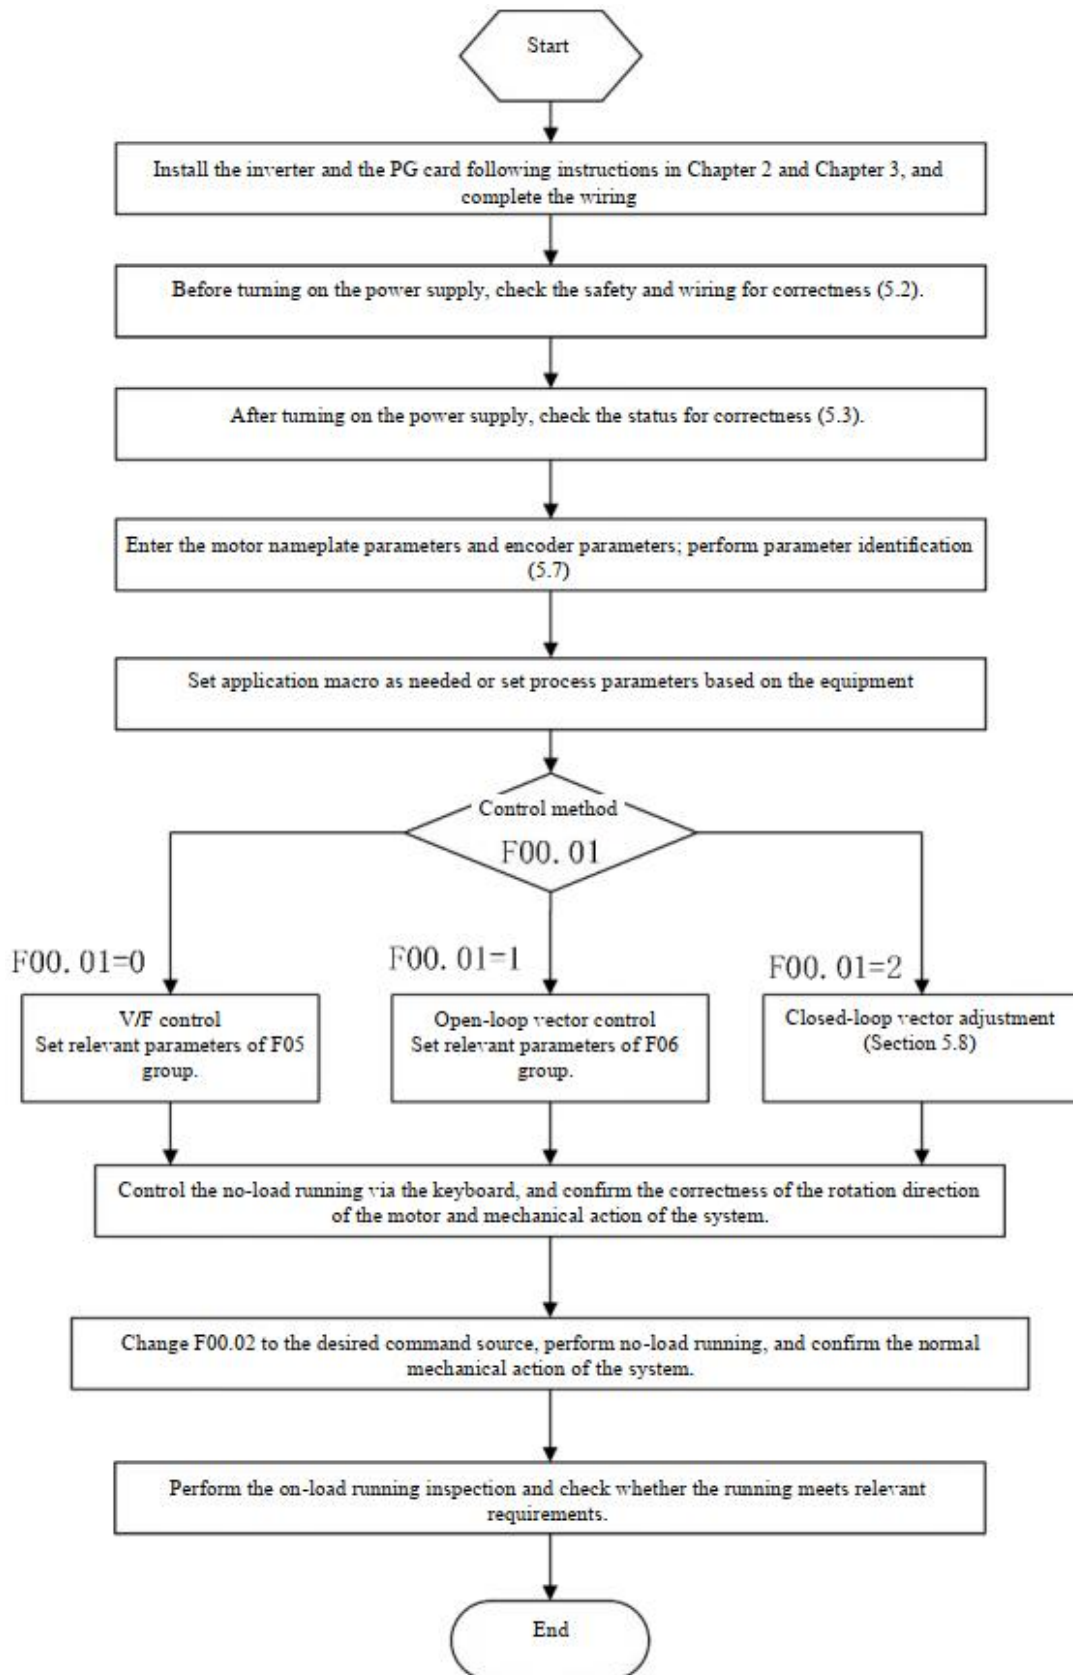 Start
Install the inverter and the PG card following instructions in Chapter 2 and Chapter 3, and
complete the wiring
Before turning on the power supply, check the safety and wiring for correctness (5.2).
After turning on the power supply, check the status for correctness (5.3).
Enter the motor nameplate parameters and encoder parameters; perform parameter identification
(5.7)
Set application macro as needed or set process parameters based on the equipment
Control method
F00. 01
F00. 01=0
F00. 01=1
F00. 01=2
V/F control
Set relevant parameters of F05
group.
Open-loop vector control
Set relevant parameters of F06
group.
Closed-loop vector adjustment
(Section 5.8)
Control the no-load running via the keyboard, and confirm the correctness of the rotation direction
of the motor and mechanical action of the system.
Change F00.02 to the desired command source, perform no-load running, and confirm the normal
mechanical action of the system.
Perform the on-load running inspection and check whether the running meets relevant
requirements.
End